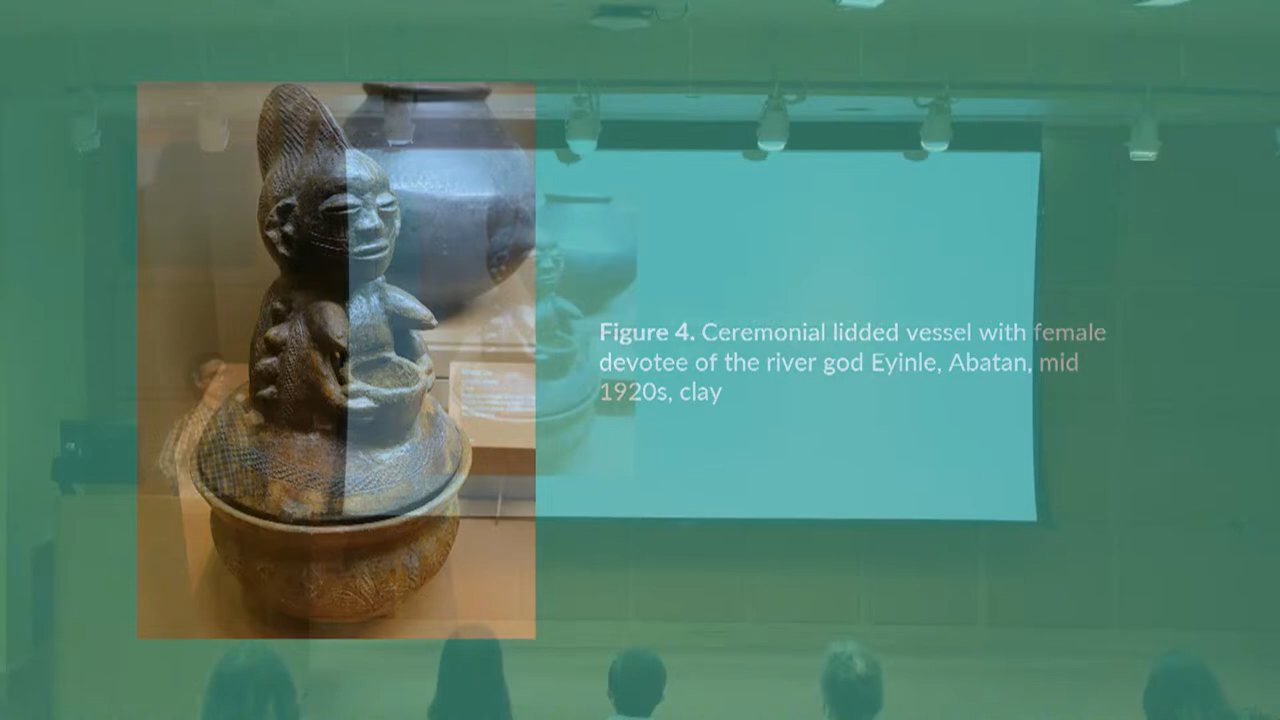 Figure 4. Ceremonial lidded vessel with female
devotee of the river god Eyinle, Abatan, mid
1920s, clay